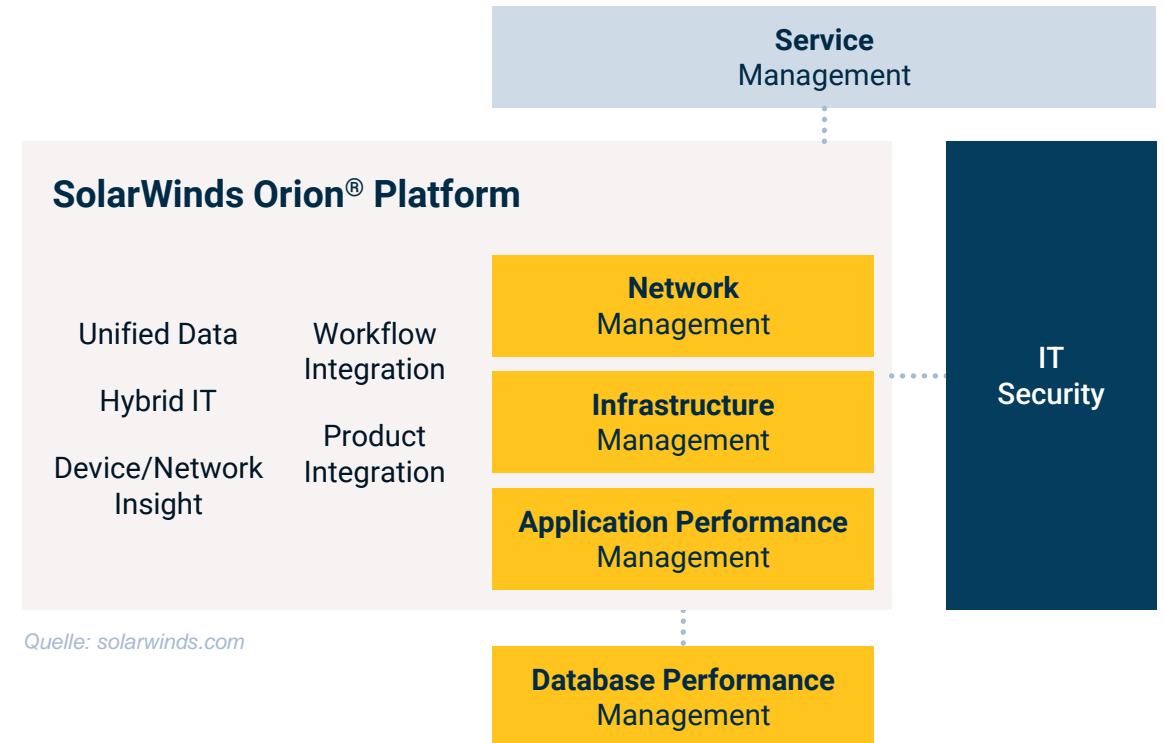 Service
Management
SolarWinds Orion® Platform
Unified Data
Hybrid IT
Device/Network
Insight
Workflow
Integration
Product
Integration
Network
Management
Infrastructure
Management
Application Performance
Management
IT
Security
Quelle: solarwinds.com
Database Performance
Management